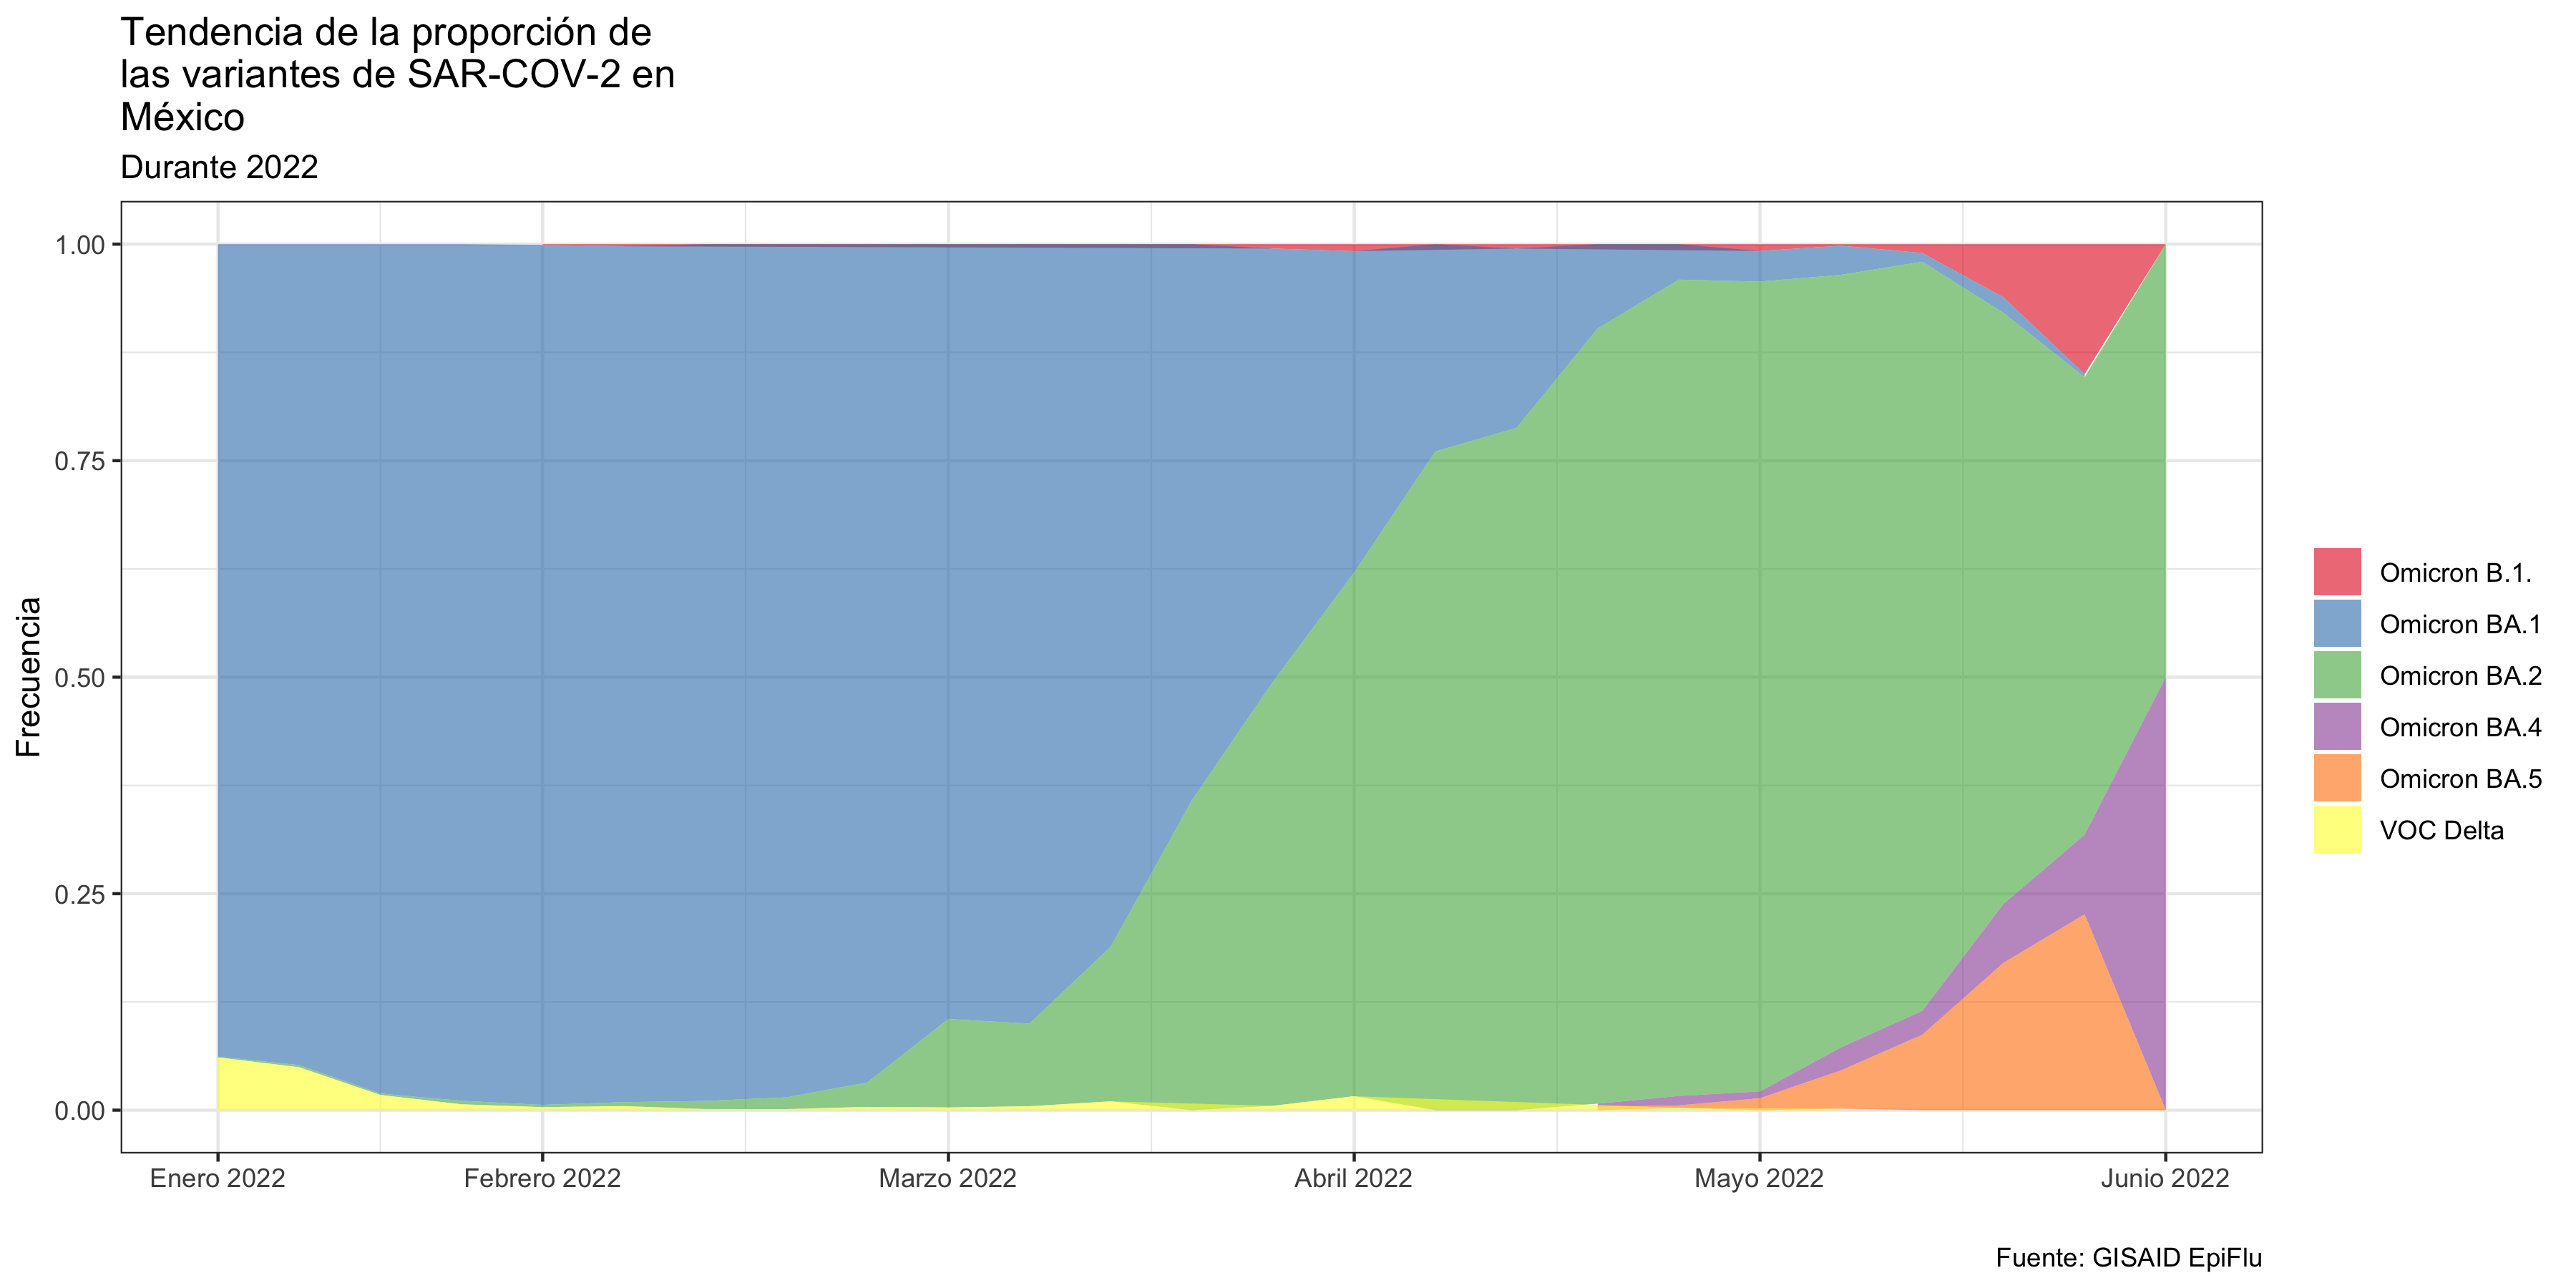 Tendencia de la proporción de
las variantes de SAR-COV-2 en
México
Durante 2022
Frecuencia
1.00
0.75
0.50
0.25
0.00
Enero 2022
Febrero 2022
Marzo 2022
Abril 2022
Mayo 2022
Junio 2022
Omicron B.1.
Omicron BA.1
Omicron BA.2
Omicron BA.4
Omicron BA.5
VOC Delta
Fuente: GISAID EpiFlu